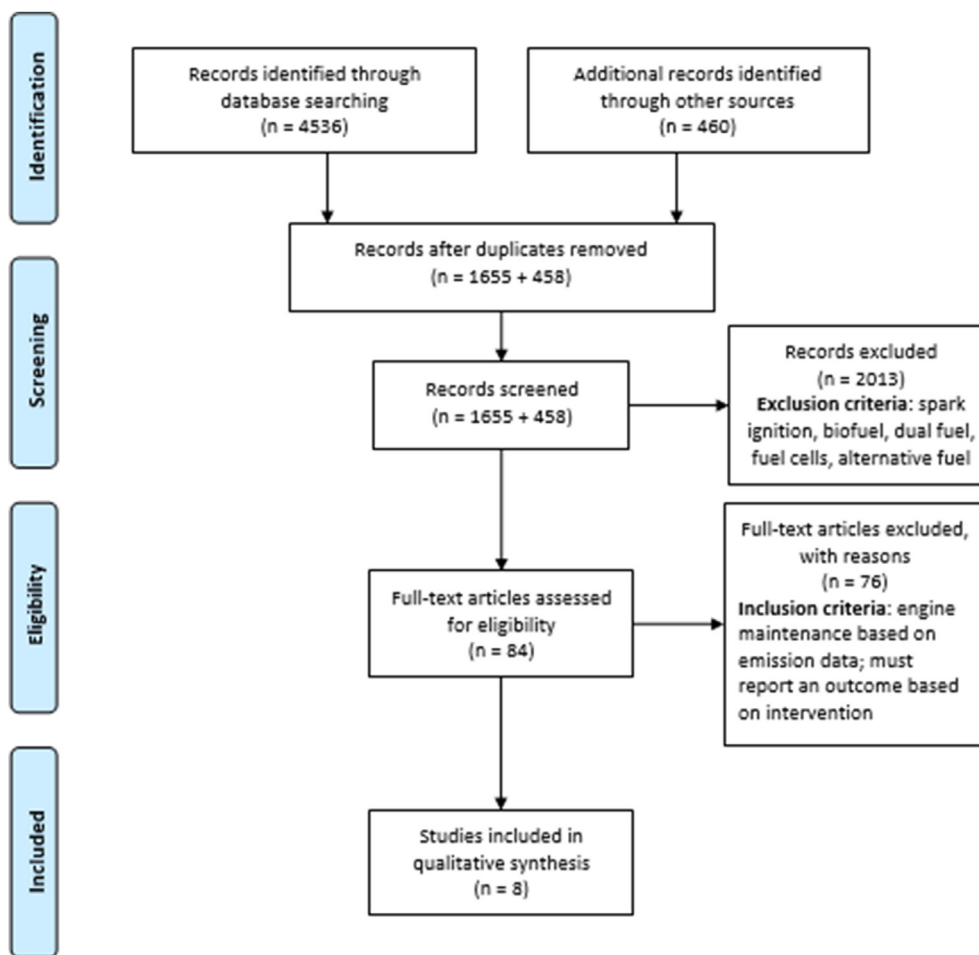 Identification
Records identified through
database searching
(n = 4536)
Additional records identified
through other sources
(n = 460)
Records after duplicates removed
(n = 1655 + 458)
Screening
Records screened
(n = 1655 + 458)
Records excluded
(n = 2013)
Exclusion criteria: spark
ignition, biofuel, dual fuel,
fuel cells, alternative fuel
Eligibility
Full-text articles assessed
for eligibility
(n = 84)
Full-text articles excluded,
with reasons
(n = 76)
Inclusion criteria: engine
maintenance based on
emission data; must
report an outcome based
on intervention
Included
Studies included in
qualitative synthesis
(n = 8)